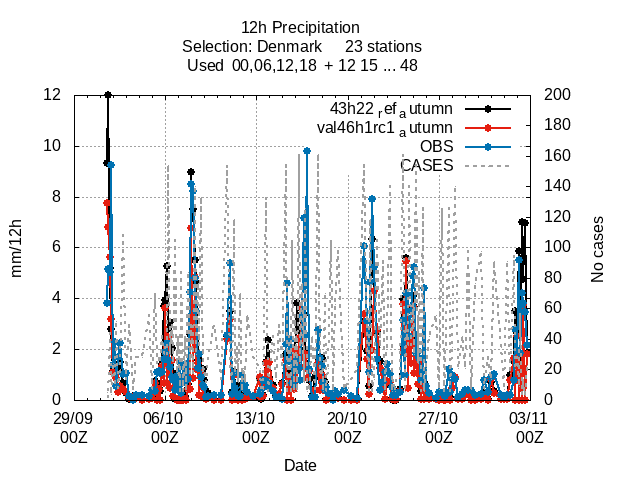 12h Precipitation
Selection: Denmark 23 stations
Used 00,06,12,18 + 12 15 ... 48
43h22 ref autumn
val46h1rc1 autumn
OBS
CASES
mm/12h
12
10
8
6
4
2
0
No cases
200
180
160
140
120
100
80
60
40
20
0
29/09 06/10 13/10 20/10 27/10 03/11
00Z 00Z 00Z 00Z 00Z 00Z
Date